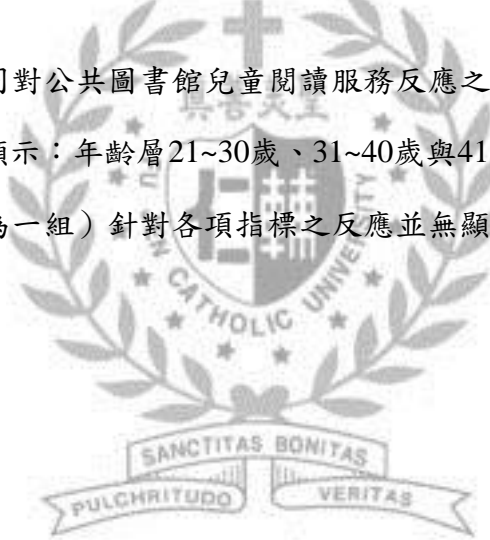 同對公共圖書館兒童閱讀服務反應之
顯示：年齡層21~30歲、31~40歲與41
為一組）針對各項指標之反應並無顯
CATHOLIC UNIVERSITY
SANCTITAS BONITAS
PULCHRITUDO VERITAS